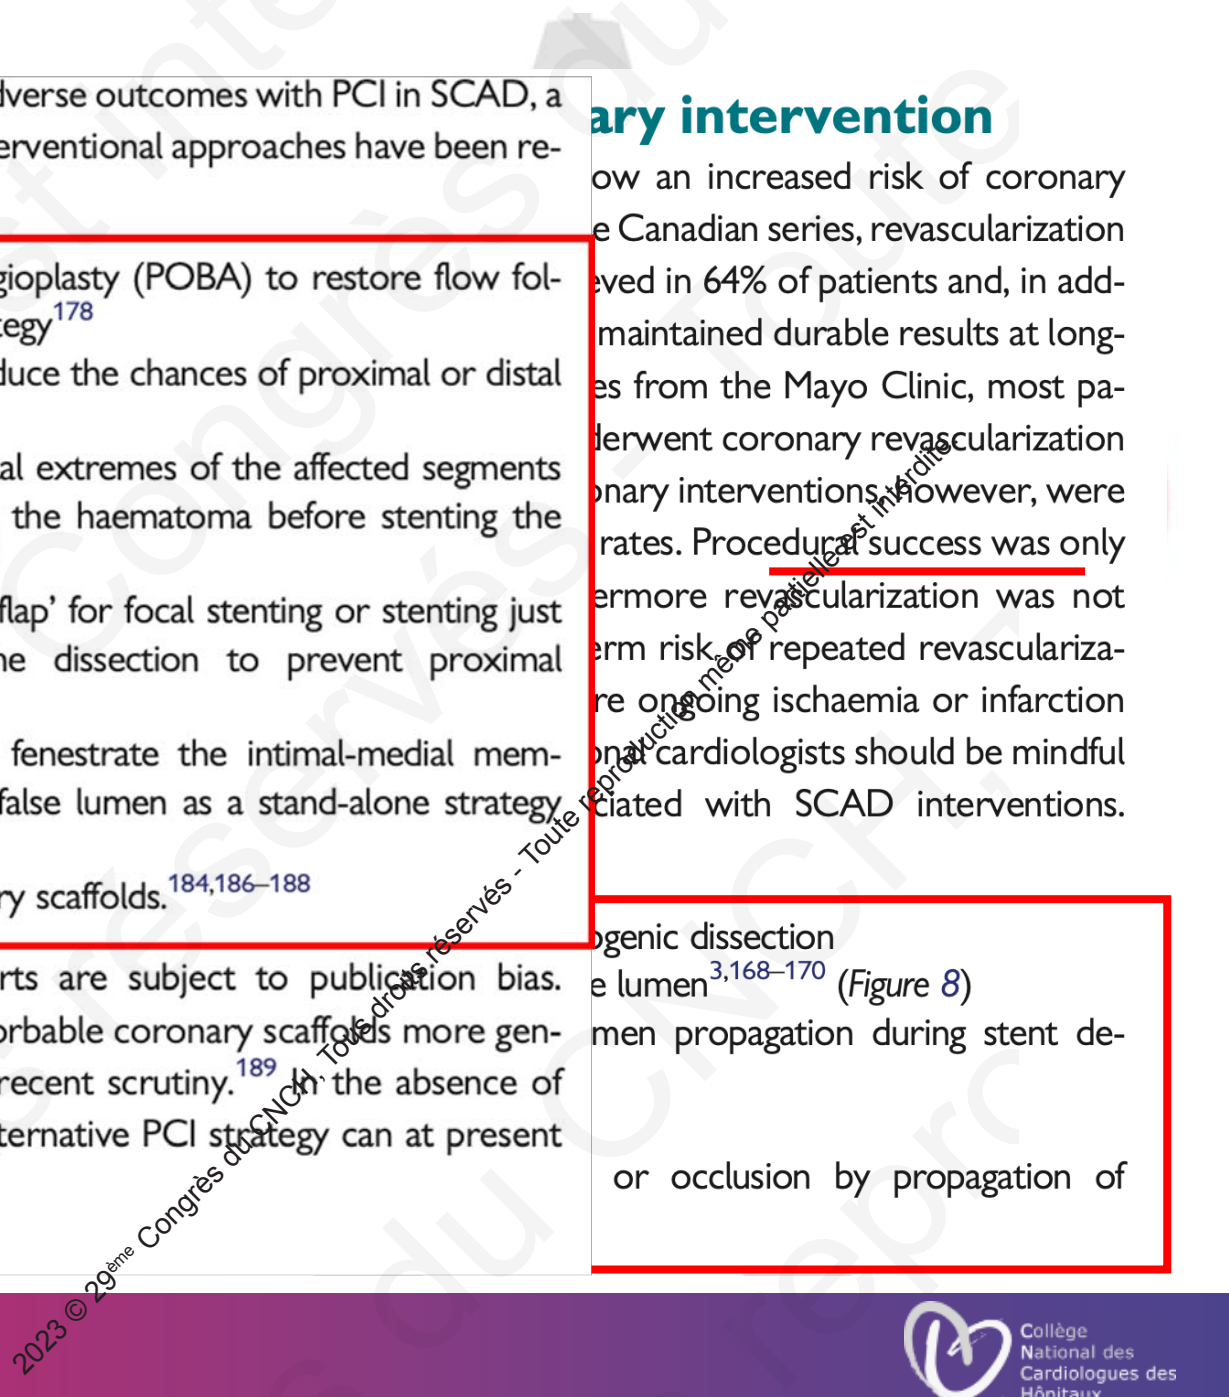 dverse outcomes with PCI in SCAD, a
erventional approaches have been re-
gioplasty (POBA) to restore flow fol-
tegy178
duce the chances of proximal or distal
al extremes of the affected segments
the haematoma before stenting the
flap' for focal stenting or stenting just
ne dissection to prevent proximal
fenestrate the intimal-medial mem-
false lumen as a stand-alone strategy
ry scaffolds.184,186–188
rts are subject to publication bias.
orbable coronary scaffolds more gen-
recent scrutiny.189 In the absence of
ternative PCI strategy can at present
ary intervention
ow an increased risk of coronary
e Canadian series, revascularization
eved in 64% of patients and, in add-
maintained durable results at long-
es from the Mayo Clinic, most pa-
derwent coronary revascularization
onary interventions, however, were
rates. Procedural success was only
ermore revascularization was not
erm risk of repeated revasculariza-
re ongoing ischaemia or infarction
onal cardiologists should be mindful
ciated with SCAD interventions.
ogenic dissection
e lumen3,168–170 (Figure 8)
men propagation during stent de-
or occlusion by propagation of
2023 © 29ème Congrès du CNCH, Tous droits réservés - Toute reproduction même partielle est interdite.
Collège
National des
Cardiologues des
Hôpitaux